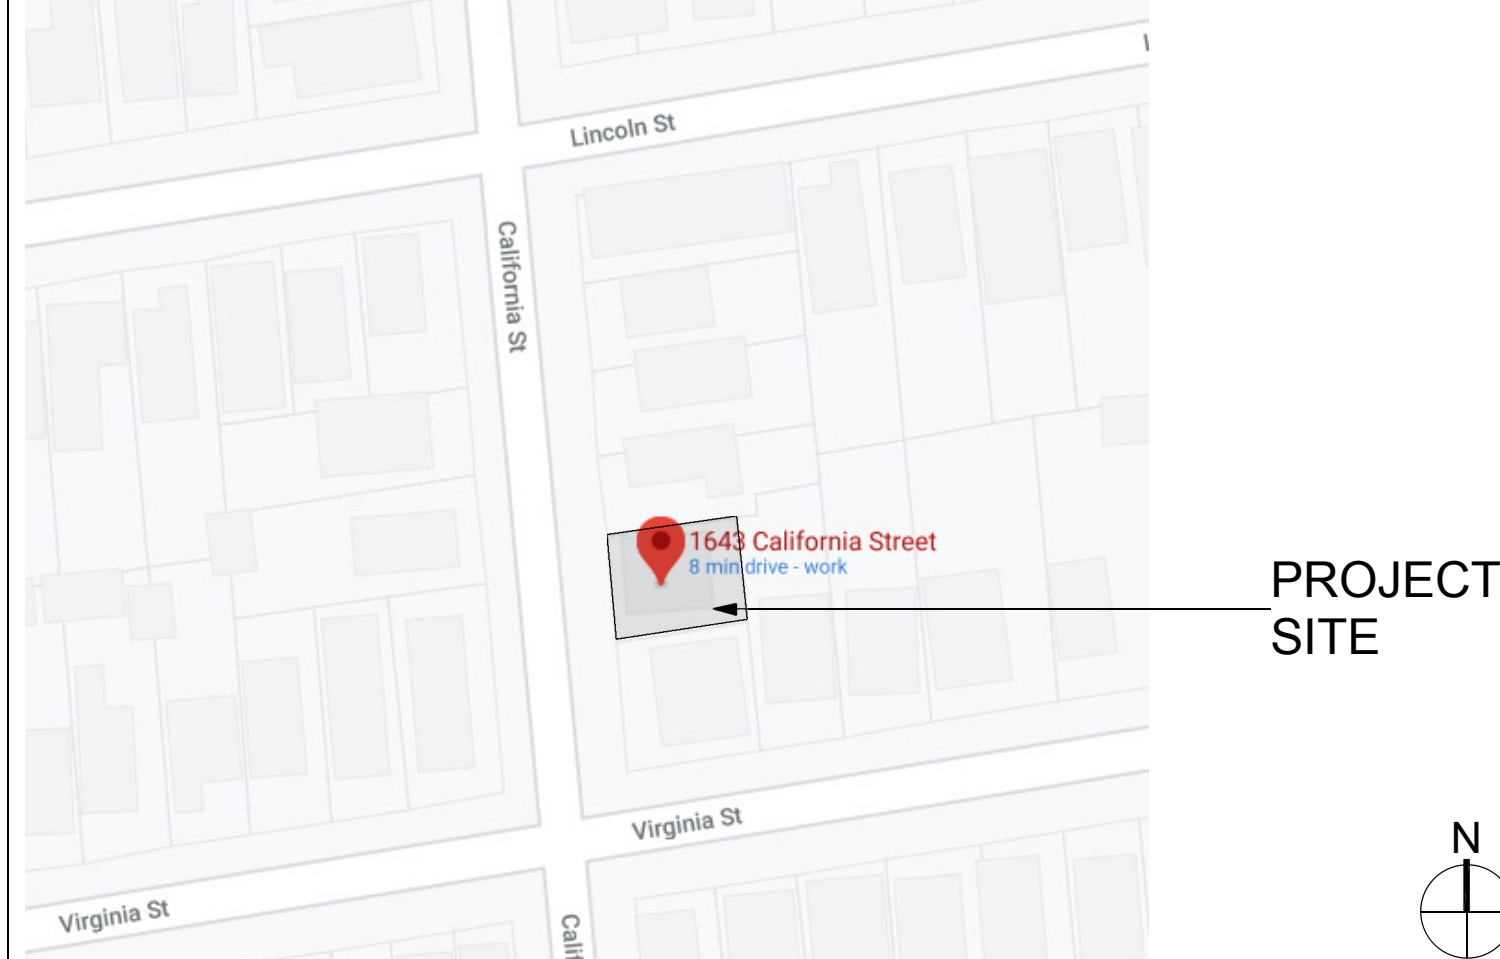 Lincoln St
California St
1643 California Street
8 min drive - work
PROJECT
SITE
Virginia St
N
Virginia St